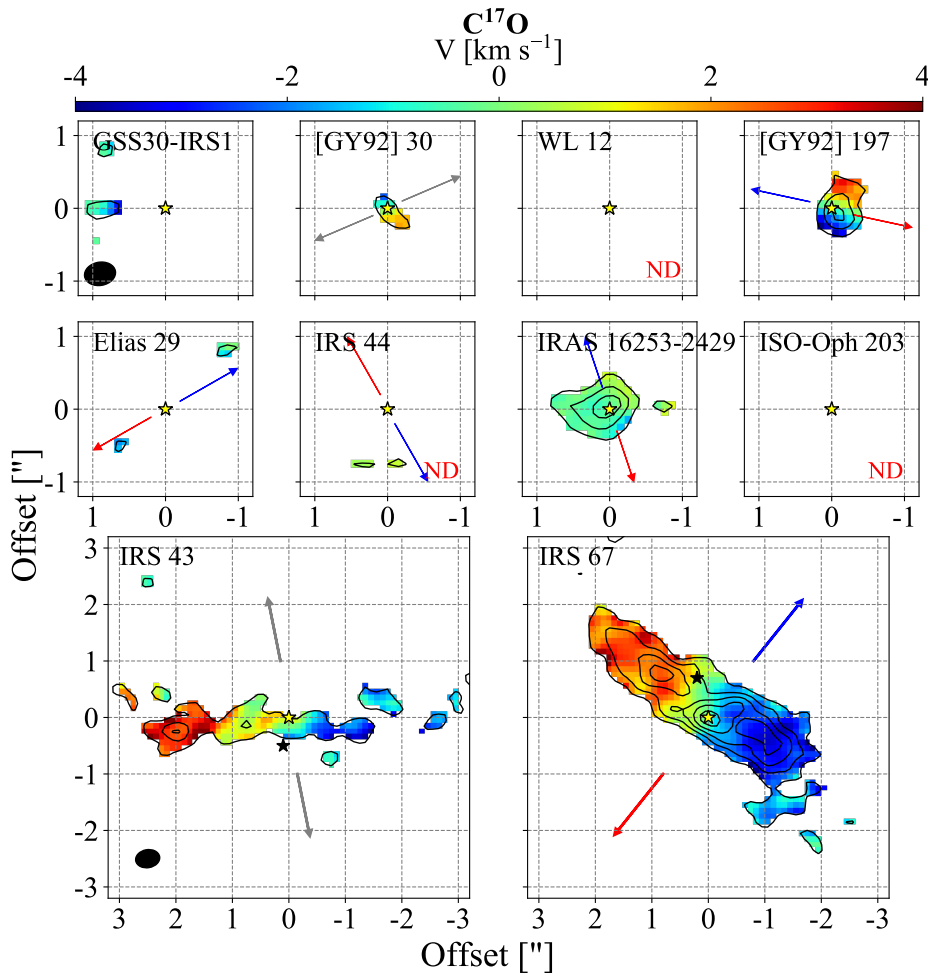 C¹⁷O
V [km s⁻¹]
-4 -2 0 2 4
GSS30-IRS1 [GY92] 30 WL 12 [GY92] 197
1
0
-1
ND
Elias 29 IRS 44 IRAS 16253-2429 ISO-Oph 203
1
0
-1
ND ND
1 0 -1 1 0 -1 1 0 -1 1 0 -1
IRS 43 IRS 67
3
2
1
0
-1
-2
-3
3 2 1 0 -1 -2 -3 3 2 1 0 -1 -2 -3
Offset ["]
Offset ["]